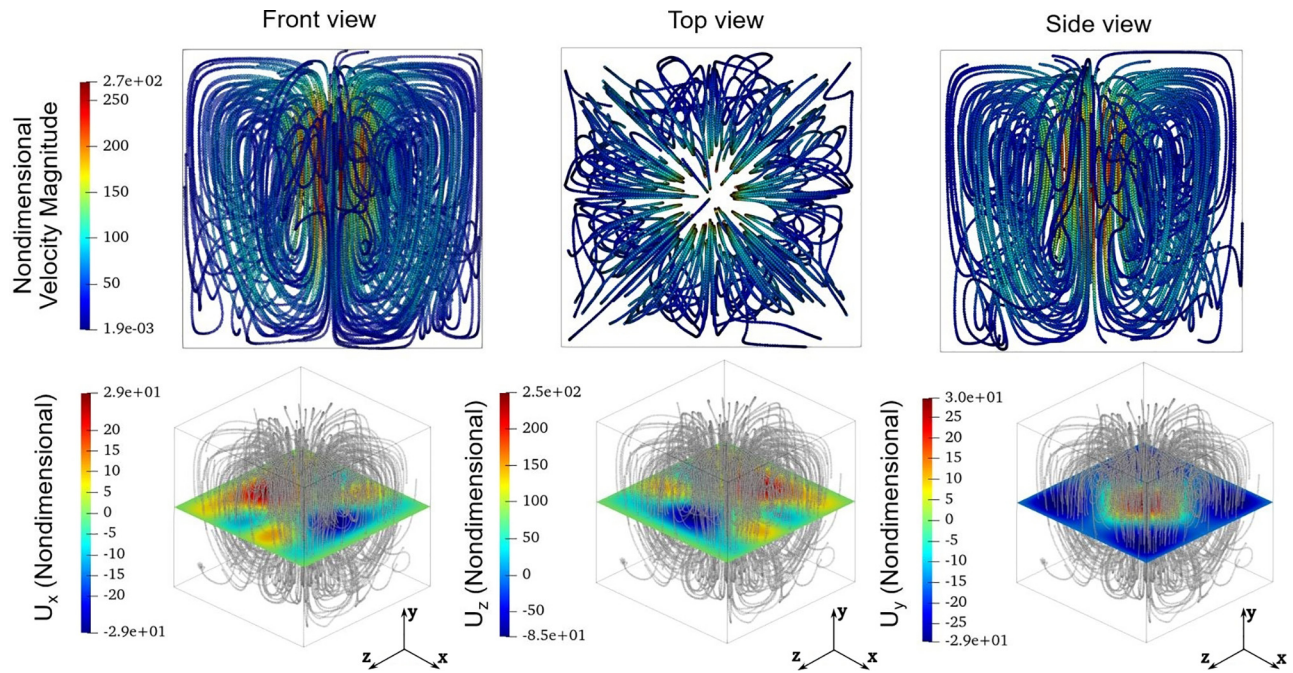 Front view
Top view
Side view
Nondimensional
Velocity Magnitude
2.7e+02
250
200
150
100
50
1.9e-03
Ux (Nondimensional)
2.9e+01
20
15
10
5
0
-5
-10
-15
-20
-2.9e+01
y
z
x
Uz (Nondimensional)
2.5e+02
200
150
100
50
0
-50
-8.5e+01
y
z
x
Uy (Nondimensional)
3.0e+01
25
20
15
10
5
0
-5
-10
-15
-20
-25
-2.9e+01
y
z
x